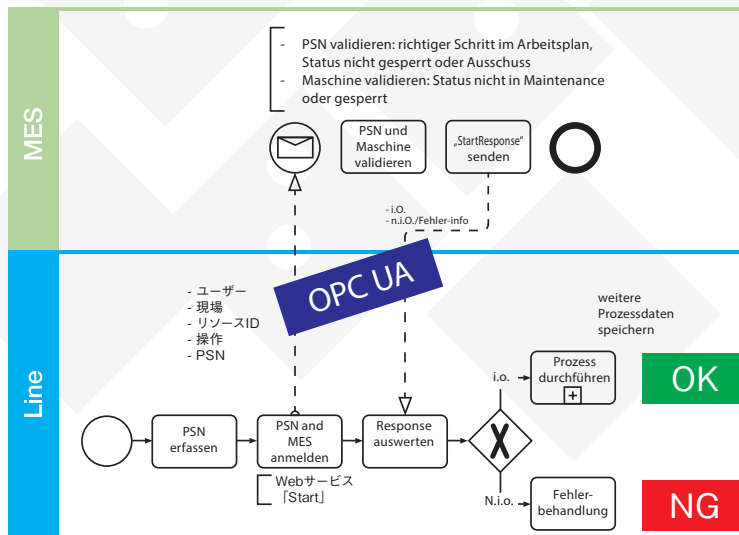 MES
- PSN validieren: richtiger Schritt im Arbeitsplan,
Status nicht gesperrt oder Ausschuss
- Maschine validieren: Status nicht in Maintenance
oder gesperrt
PSN und
Maschine
validieren
„StartResponse“
senden
- i.O.
- n.i.O./Fehler-info
OPC UA
Line
- ユーザー
- 現場
- リソースID
- 操作
- PSN
weitere
Prozessdaten
speichern
PSN
erfassen
PSN and
MES
anmelden
Webサービス
「Start」
Response
auswerten
X
i.o.
Prozess
durchführen
+
OK
N.i.o.
Fehler-
behandlung
NG